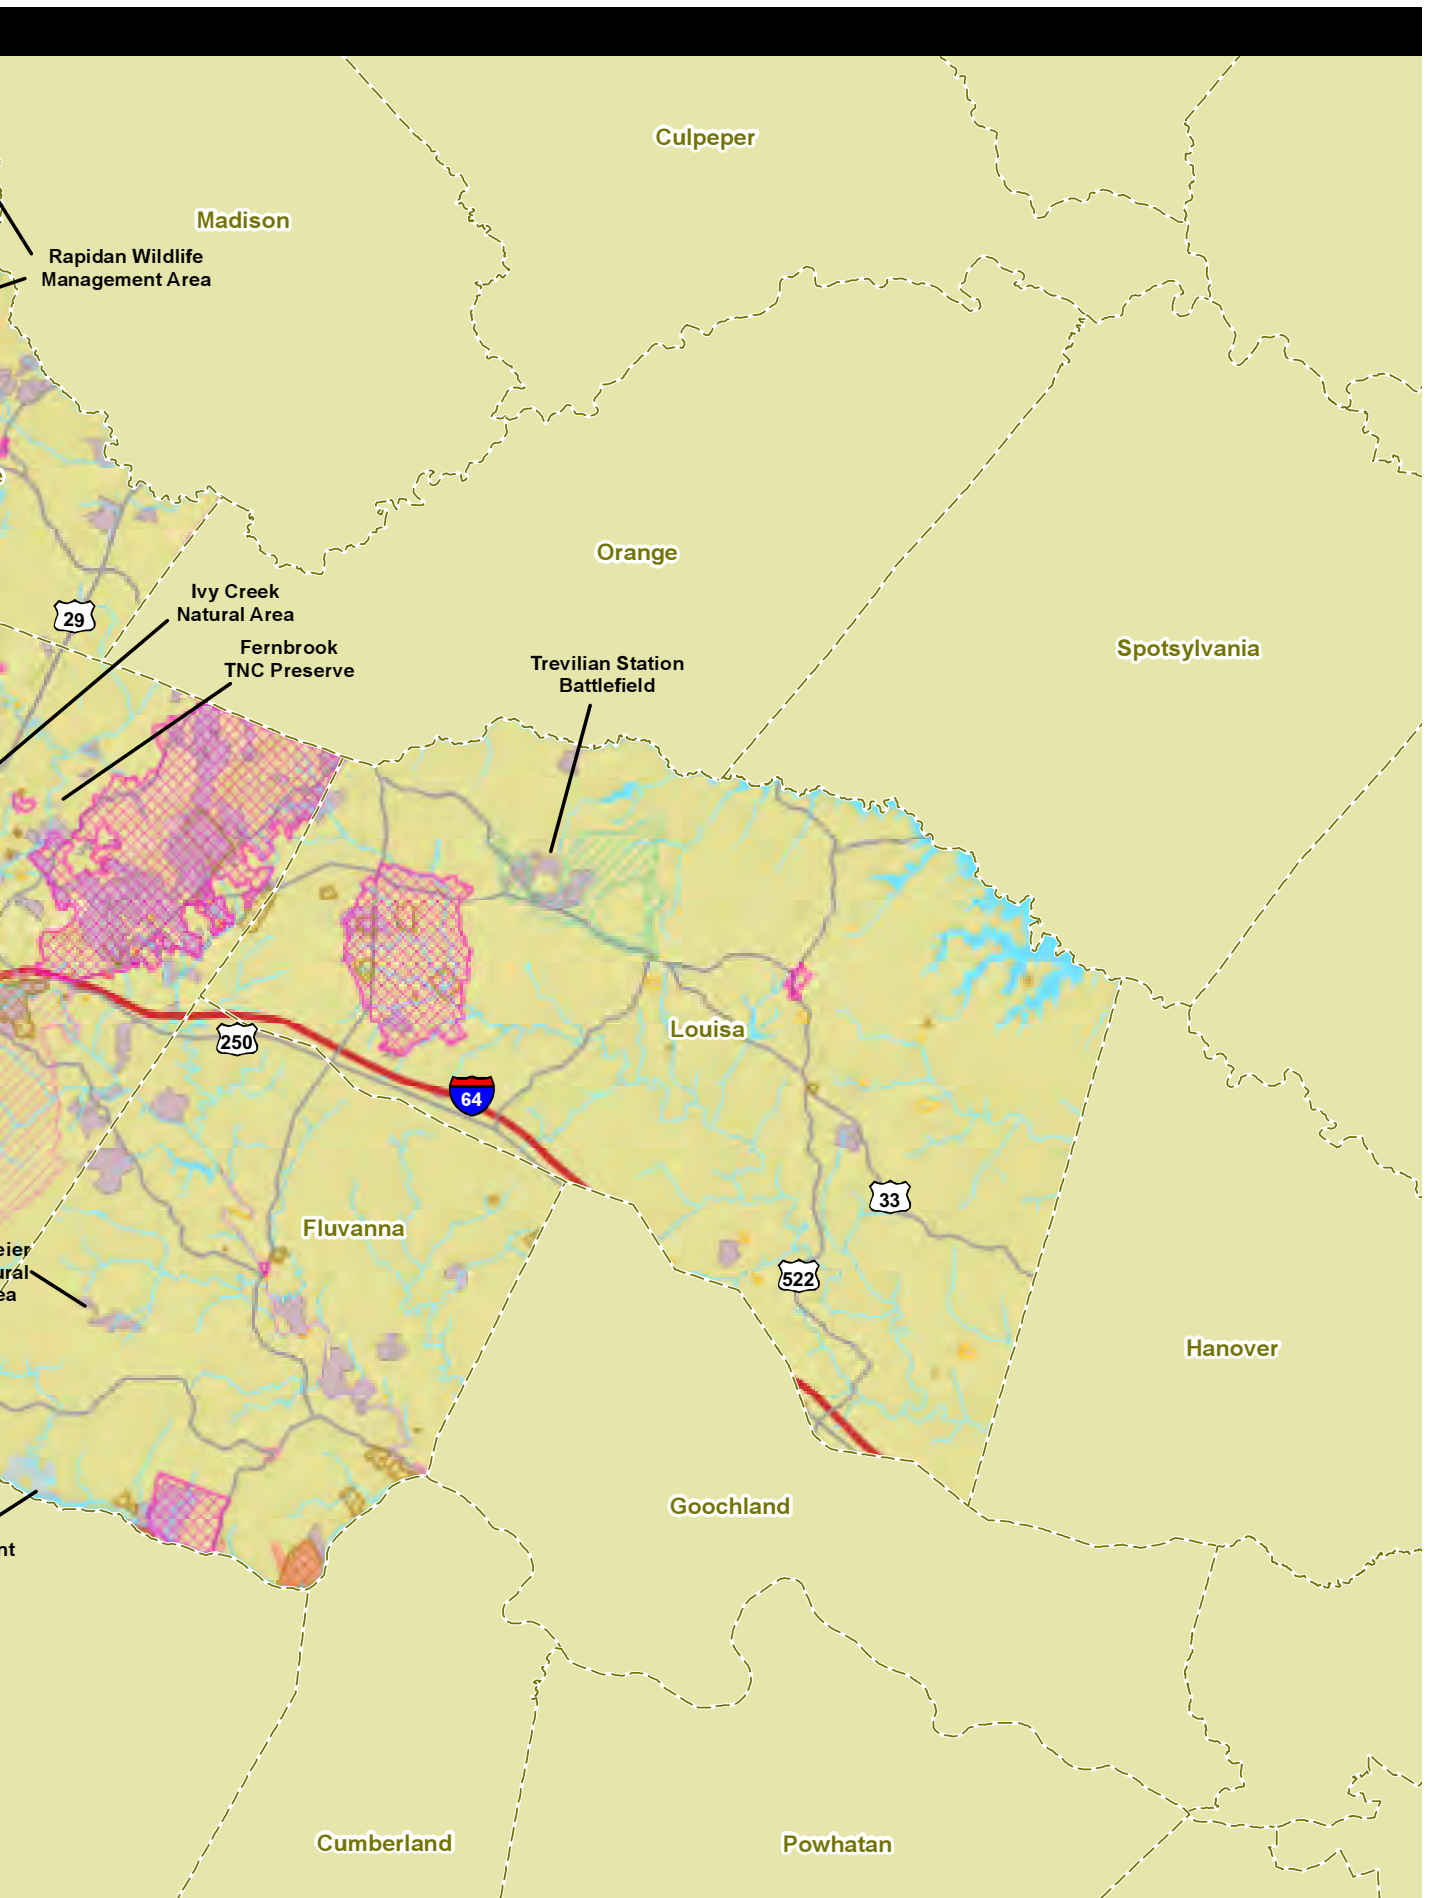 Culpeper
Madison
Rapidan Wildlife
Management Area
Orange
Ivy Creek
Natural Area
29
Fernbrook
TNC Preserve
Trevilian Station
Battlefield
Spotsylvania
Louisa
250
64
33
Fluvanna
522
Hanover
Goochland
Cumberland
Powhatan